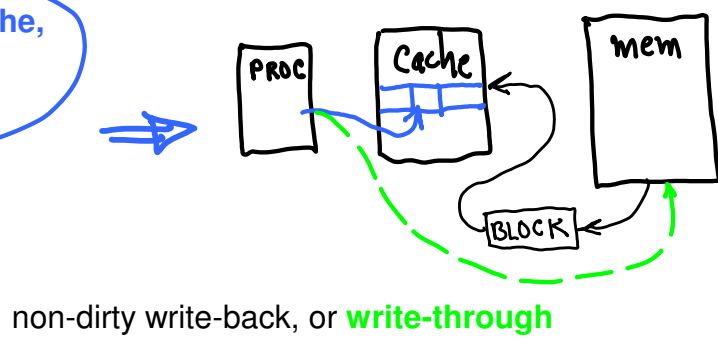 he,
PROC
Cache
mem
BLOCK
non-dirty write-back, or write-through